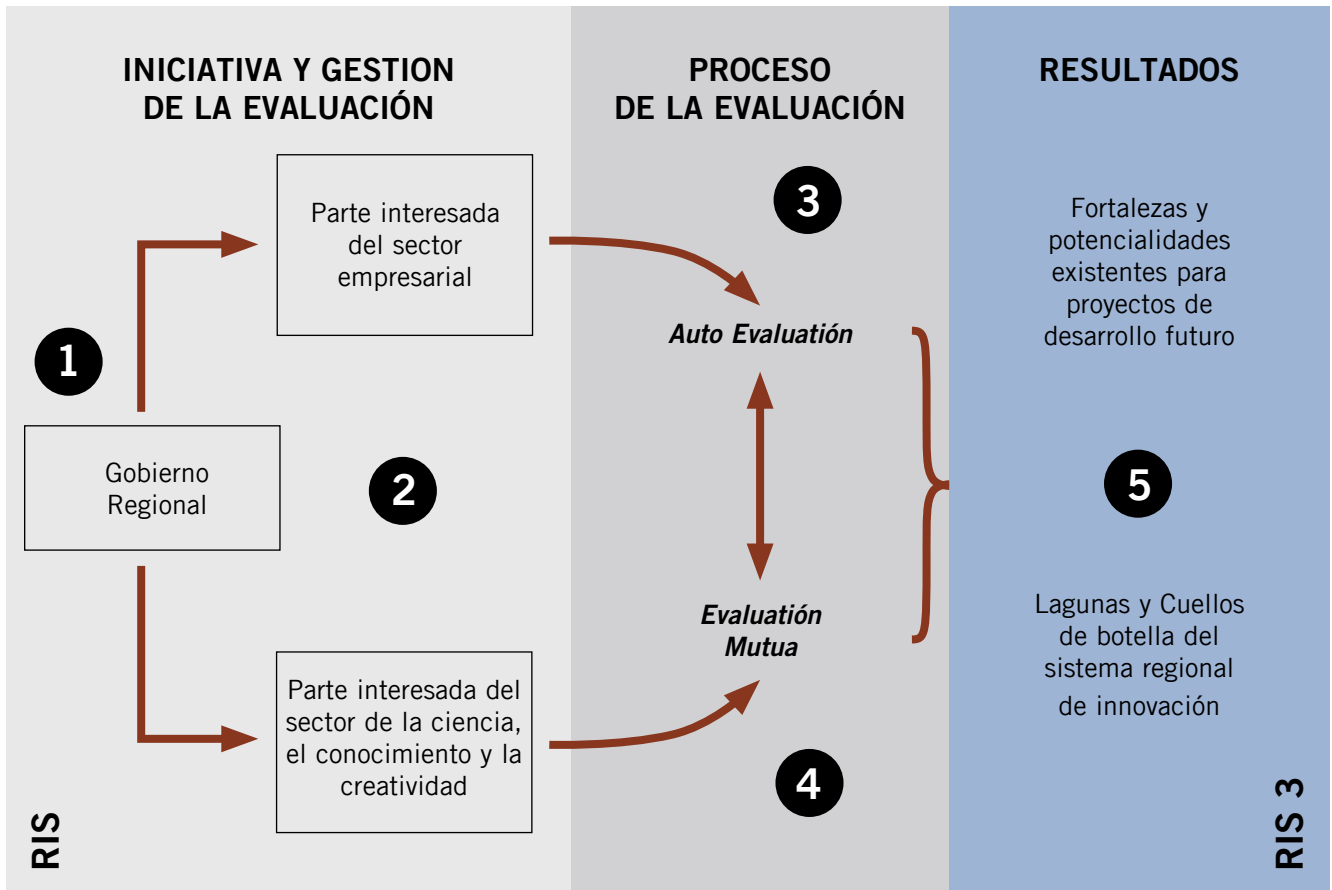 INICIATIVA Y GESTION
DE LA EVALUACIÓN
PROCESO
DE LA EVALUACIÓN
RESULTADOS
1
Gobierno
Regional
2
Parte interesada
del sector
empresarial
Parte interesada del
sector de la ciencia,
el conocimiento y la
creatividad
RIS
3
Auto Evaluatión
Evaluatión
Mutua
4
Fortalezas y
potencialidades
existentes para
proyectos de
desarrollo futuro
5
Lagunas y Cuellos
de botella del
sistema regional
de innovación
RIS 3